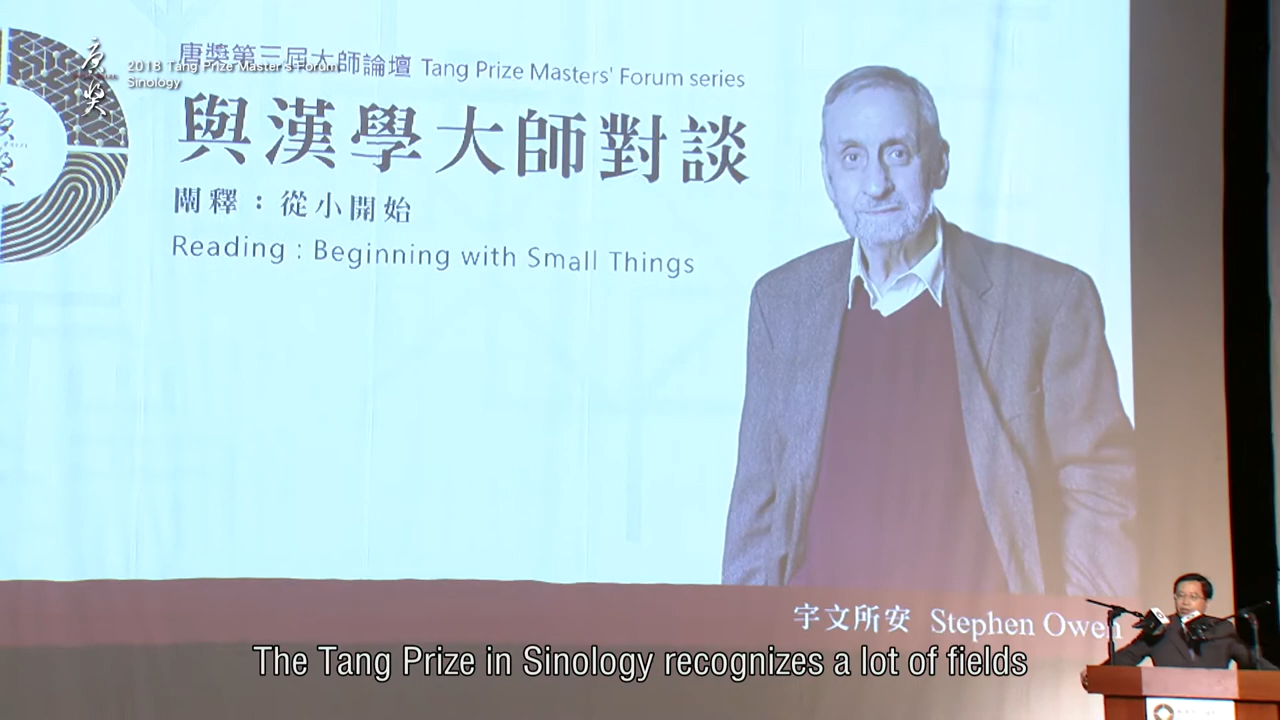 唐獎
2018 Tang Prize Master's Forum
Sinology
唐獎第三屆大師論壇 Tang Prize Masters' Forum series
與漢學大師對談
闡釋：從小開始
Reading : Beginning with Small Things
宇文所安 Stephen Owen
The Tang Prize in Sinology recognizes a lot of fields